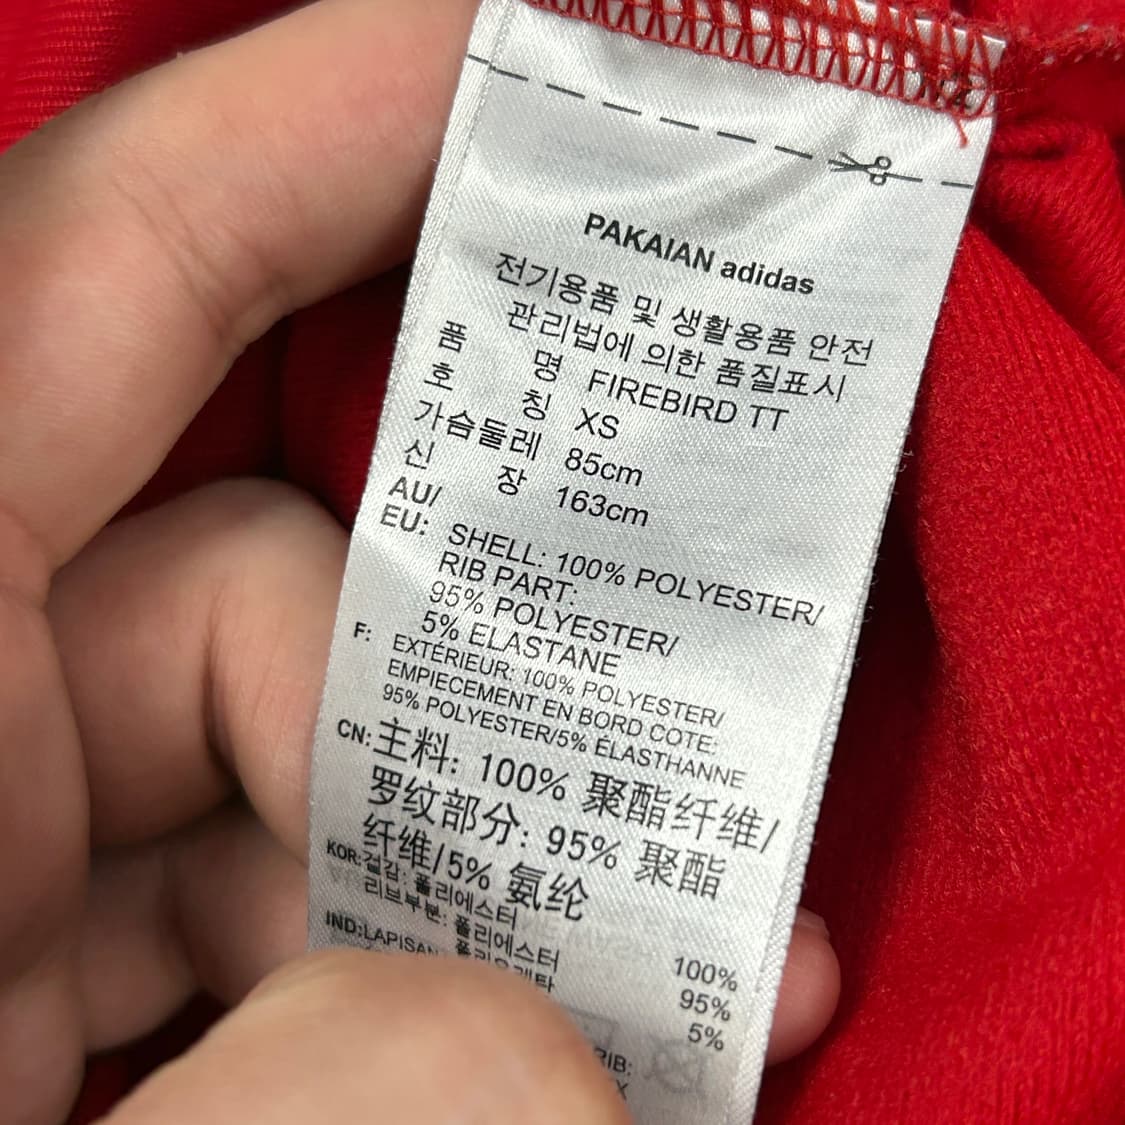 PAKAIAN adidas
전기용품 및 생활용품 안전
관리법에 의한 품질표시
품 명 FIREBIRD TT
호 칭 XS
가슴둘레 85cm
신 장 163cm
AU/
EU: SHELL: 100% POLYESTER/
RIB PART:
95% POLYESTER/
5% ELASTANE
F: EXTÉRIEUR: 100% POLYESTER/
EMPIECEMENT EN BORD COTE:
95% POLYESTER/5% ÉLASTHANNE
CN: 主料: 100% 聚酯纤维/
罗纹部分: 95% 聚酯
纤维/5% 氨纶
KOR: 겉감: 폴리에스터 100%
리브부분: 폴리에스터 95%
5%
IND: LAPISAN
RIB: